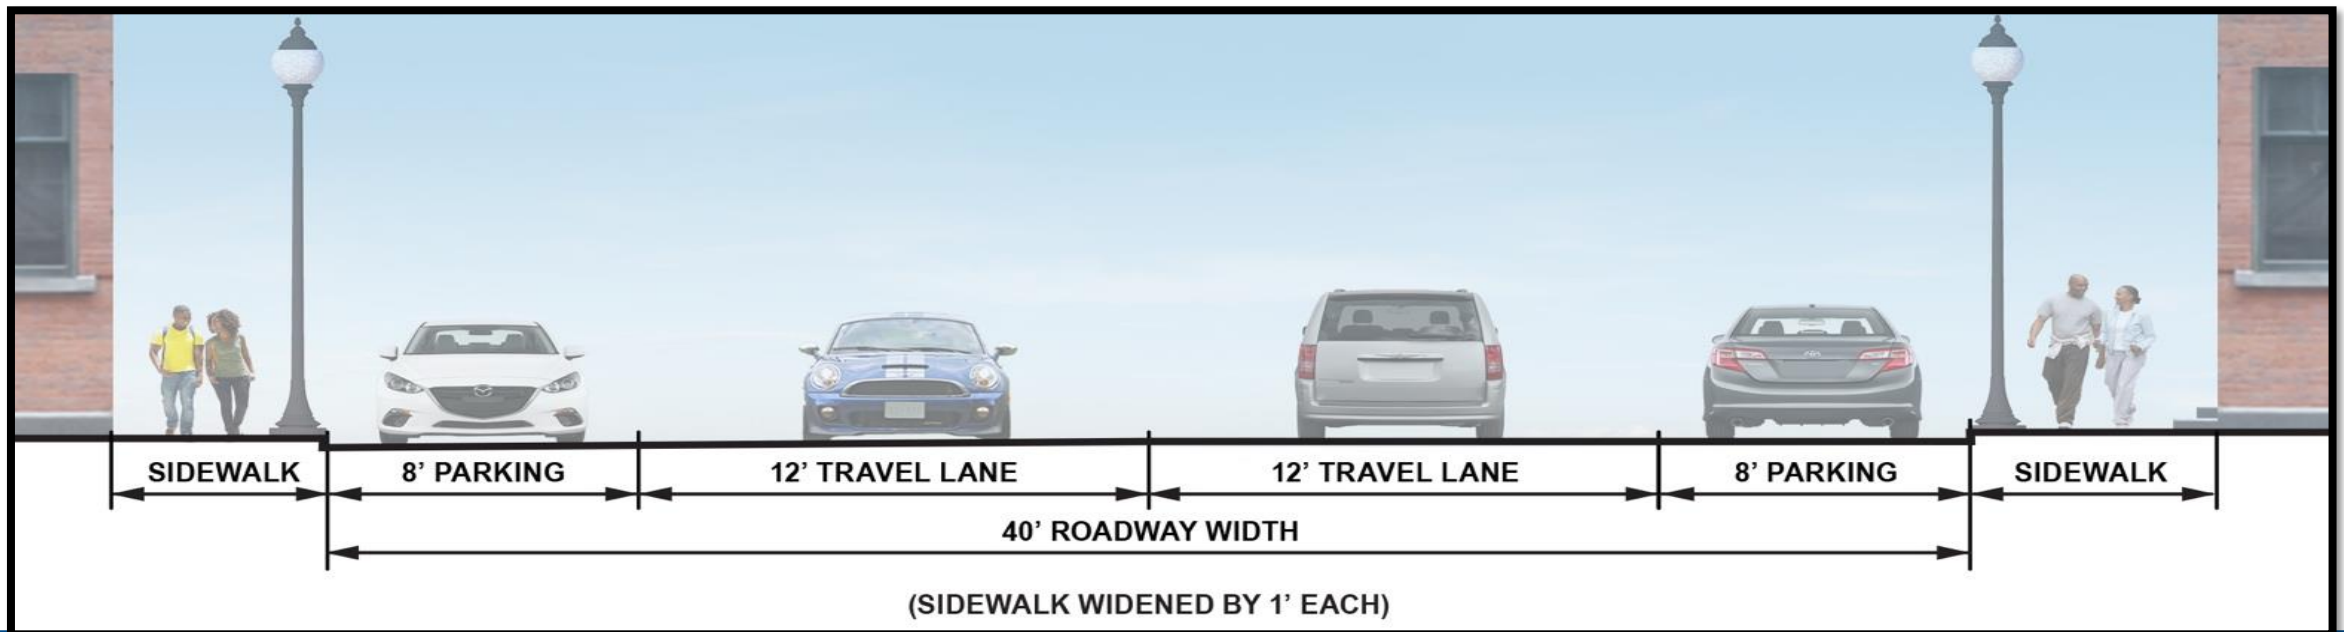 SIDEWALK
8’ PARKING
12’ TRAVEL LANE
12’ TRAVEL LANE
8’ PARKING
SIDEWALK
40’ ROADWAY WIDTH
(SIDEWALK WIDENED BY 1’ EACH)